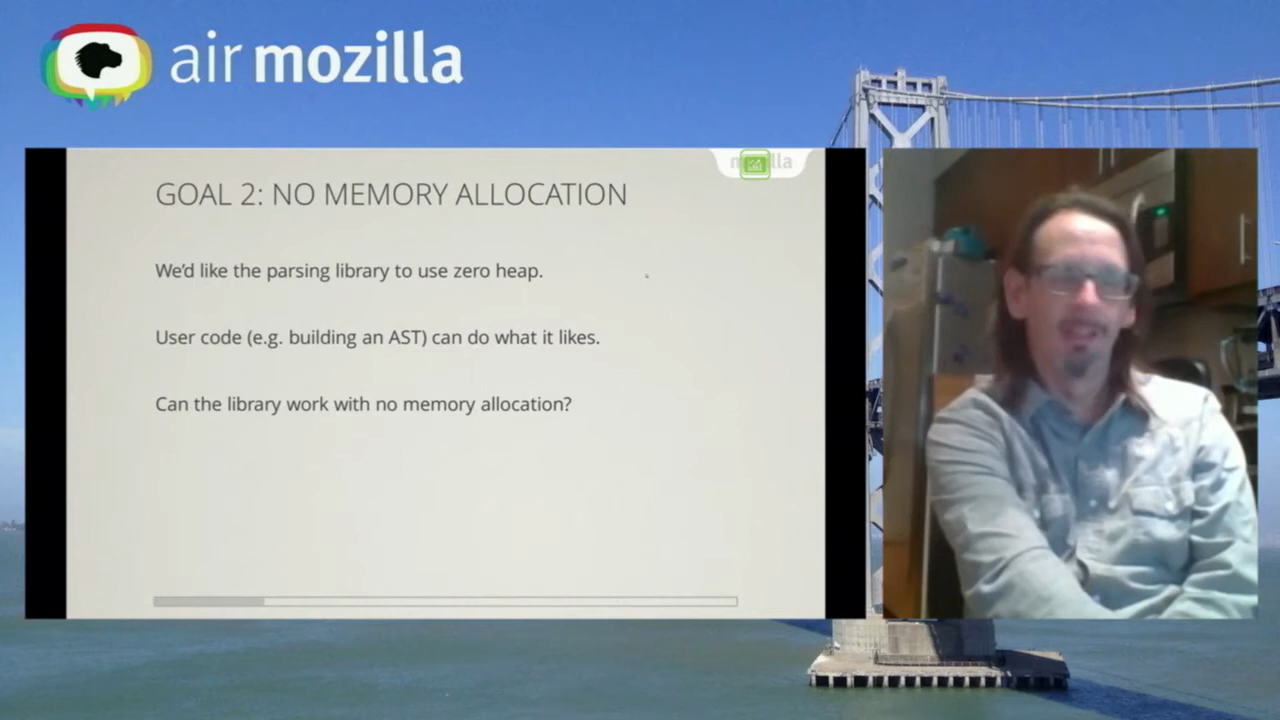 air mozilla
mozilla
GOAL 2: NO MEMORY ALLOCATION
We'd like the parsing library to use zero heap.
User code (e.g. building an AST) can do what it likes.
Can the library work with no memory allocation?